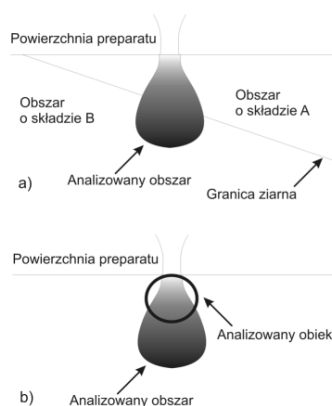 Powierzchnia preparatu
Obszar
o składzie B
Obszar
o składzie A
a)
Analizowany obszar
Granica ziarna
Powierzchnia preparatu
Analizowany obiek
b)
Analizowany obszar